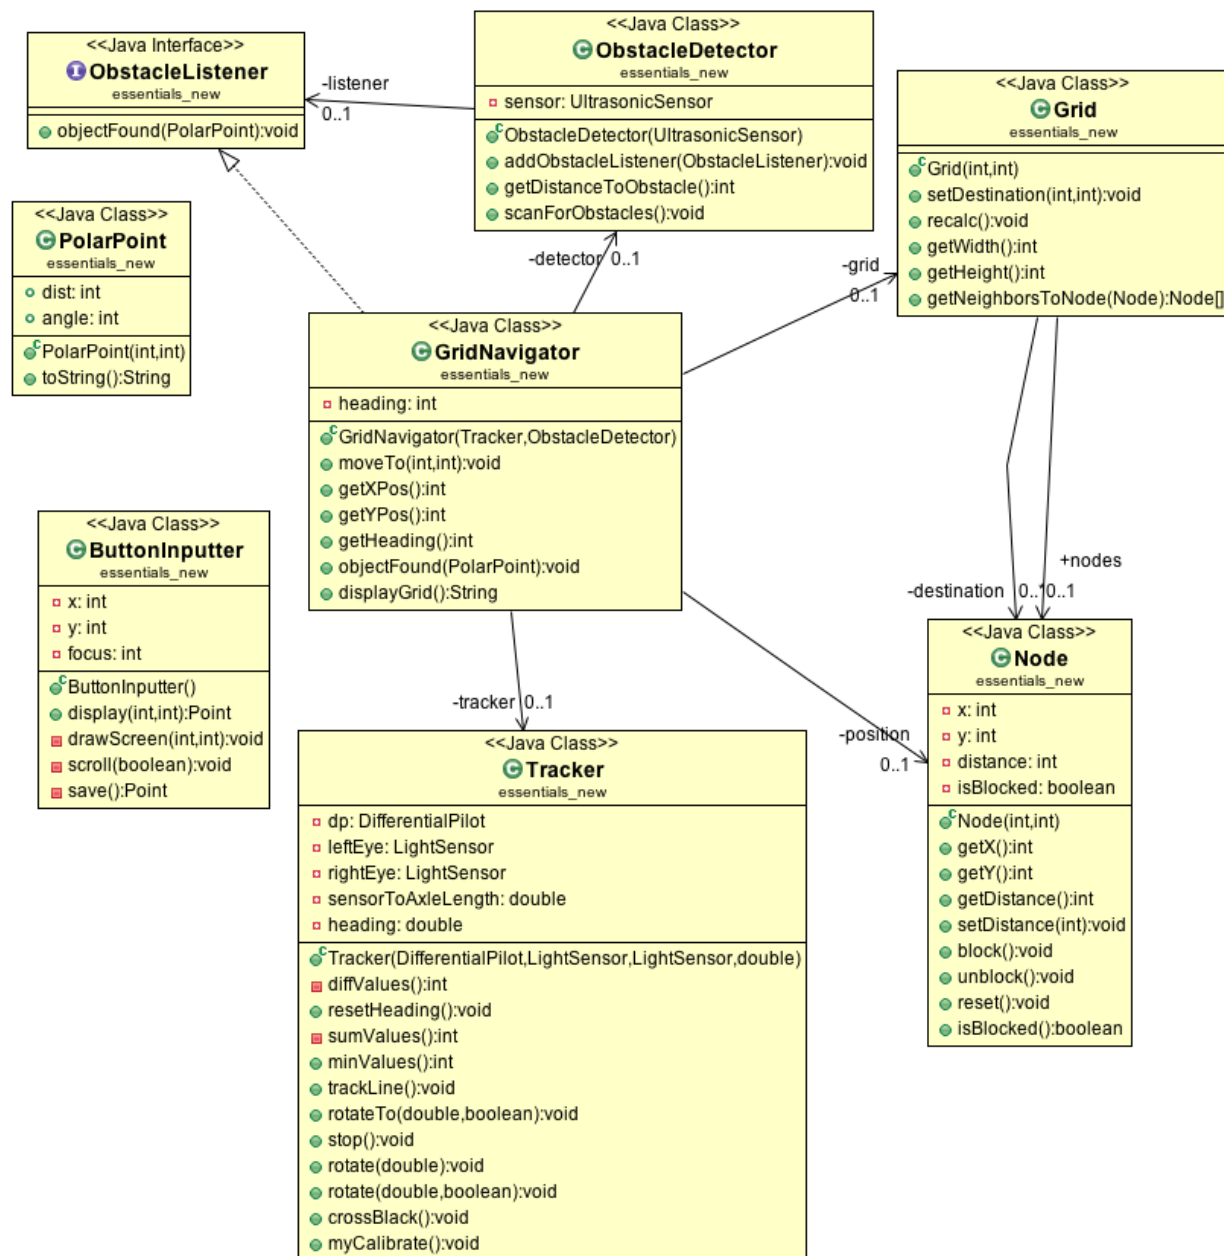 <<Java Interface>>
ObstacleListener
essentials_new
objectFound(PolarPoint):void
-listener
0..1
<<Java Class>>
ObstacleDetector
essentials_new
sensor: UltrasonicSensor
ObstacleDetector(UltrasonicSensor)
addObstacleListener(ObstacleListener):void
getDistanceToObstacle():int
scanForObstacles():void
<<Java Class>>
Grid
essentials_new
Grid(int,int)
setDestination(int,int):void
recalc():void
getWidth():int
getHeight():int
getNeighborsToNode(Node):Node[]
<<Java Class>>
PolarPoint
essentials_new
dist: int
angle: int
PolarPoint(int,int)
toString():String
-detector 0..1
-grid
0..1
<<Java Class>>
GridNavigator
essentials_new
heading: int
GridNavigator(Tracker,ObstacleDetector)
moveTo(int,int):void
getXPos():int
getYPos():int
getHeading():int
objectFound(PolarPoint):void
displayGrid():String
<<Java Class>>
ButtonInputter
essentials_new
x: int
y: int
focus: int
ButtonInputter()
display(int,int):Point
drawScreen(int,int):void
scroll(boolean):void
save():Point
+nodes
-destination 0..*0..1
-tracker 0..1
-position
0..1
<<Java Class>>
Node
essentials_new
x: int
y: int
distance: int
isBlocked: boolean
Node(int,int)
getX():int
getY():int
getDistance():int
setDistance(int):void
block():void
unblock():void
reset():void
isBlocked():boolean
<<Java Class>>
Tracker
essentials_new
dp: DifferentialPilot
leftEye: LightSensor
rightEye: LightSensor
sensorToAxleLength: double
heading: double
Tracker(DifferentialPilot,LightSensor,LightSensor,double)
diffValues():int
resetHeading():void
sumValues():int
minValues():int
trackLine():void
rotateTo(double,boolean):void
stop():void
rotate(double):void
rotate(double,boolean):void
crossBlack():void
myCalibrate():void